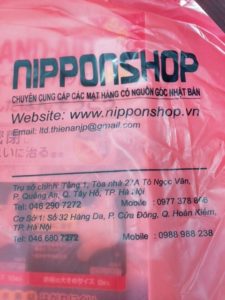 NIPPONSHOP
CHUYÊN CUNG CẤP CÁC MẶT HÀNG CÓ NGUỒN GỐC NHẬT BẢN
Website: www.nipponshop.vn
Email: ltd.thienanjp@gmail.com
Trụ sở chính: Tầng 1, Tòa nhà 27A Tô Ngọc Vân,
P. Quảng An, Q. Tây Hồ, TP. Hà Nội
Tel: 046 290 7272 Mobile : 0977 378 
Cơ Sở 1: Số 32 Hàng Da, P. Cửa Đông, Q. Hoàn Kiếm,
TP. Hà Nội
Tel: 046 680 7272 Mobile : 0988 988 238